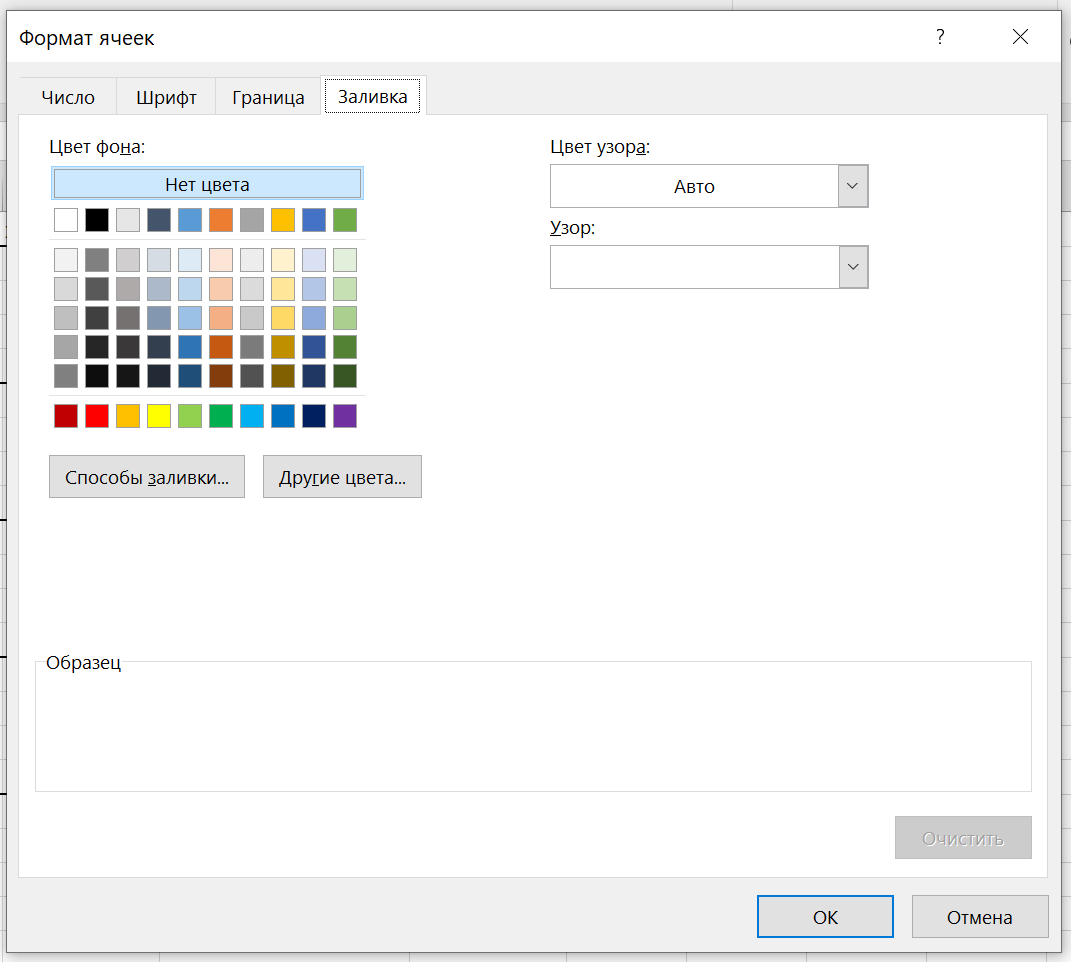 Формат ячеек
?
Число Шрифт Граница Заливка
Цвет фона:
Нет цвета
Цвет узора:
Авто
Узор:
Способы заливки... Другие цвета...
Образец
Очистить
ОК Отмена